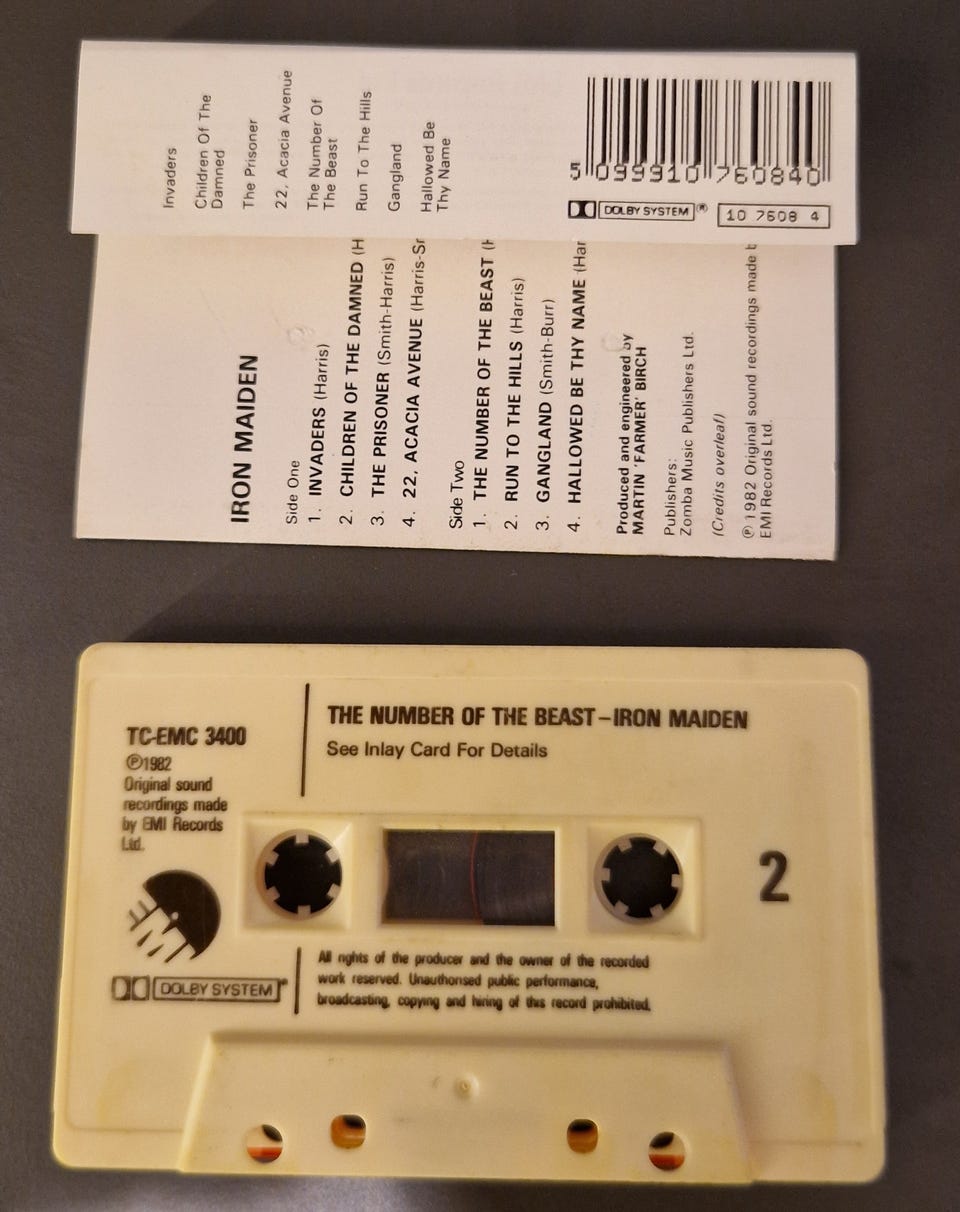 Invaders
Children Of The
Damned
The Prisoner
22, Acacia Avenue
The Number Of
The Beast
Run To The Hills
Gangland
Hallowed Be
Thy Name
5 099910 760840
DOLBY SYSTEM®
10 7608 4
IRON MAIDEN
Side One
1. INVADERS (Harris)
2. CHILDREN OF THE DAMNED (H
3. THE PRISONER (Smith-Harris)
4. 22, ACACIA AVENUE (Harris-Sr
Side Two
1. THE NUMBER OF THE BEAST (H
2. RUN TO THE HILLS (Harris)
3. GANGLAND (Smith-Burr)
4. HALLOWED BE THY NAME (Har
Produced and engineered by
MARTIN 'FARMER' BIRCH
Publishers:
Zomba Music Publishers Ltd.
(Credits overleaf)
℗ 1982 Original sound recordings made b
EMI Records Ltd.
THE NUMBER OF THE BEAST–IRON MAIDEN
See Inlay Card For Details
TC-EMC 3400
℗1982
Original sound
recordings made
by EMI Records
Ltd.
2
EMI
DOLBY SYSTEM®
All rights of the producer and the owner of the recorded
work reserved. Unauthorised public performance,
broadcasting, copying and hiring of this record prohibited.